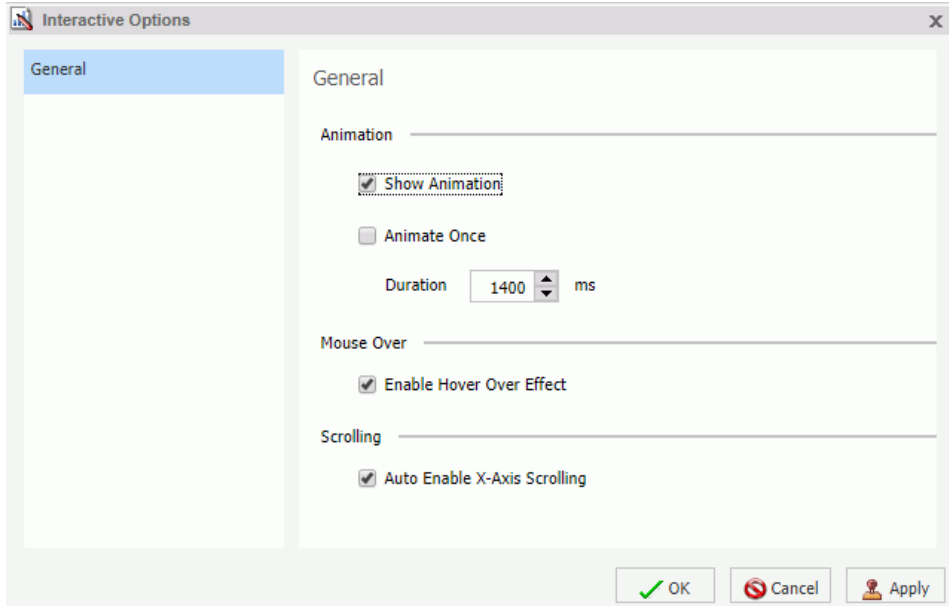 Interactive Options
x
General
General
Animation
Show Animation
Animate Once
Duration 1400 ms
Mouse Over
Enable Hover Over Effect
Scrolling
Auto Enable X-Axis Scrolling
OK Cancel Apply